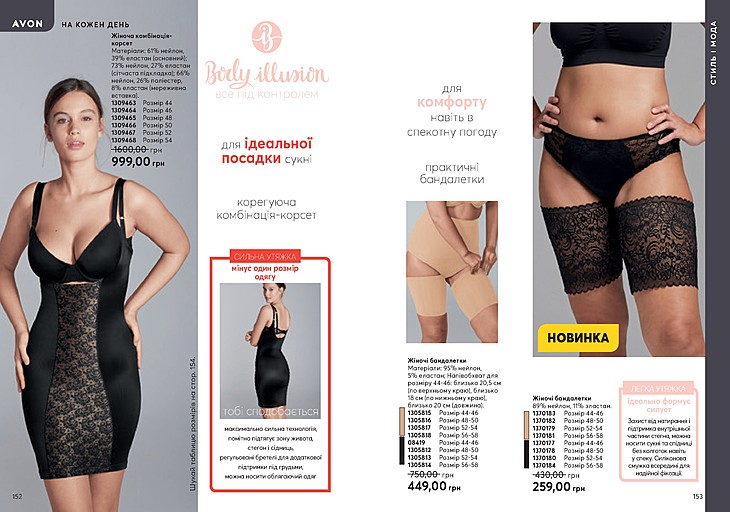 AVON
НА КОЖЕН ДЕНЬ
Жіноча комбінація-
корсет
Матеріали: 61% нейлон,
39% еластан (основний);
73% нейлон, 27% еластан
(сітчаста підкладка); 66%
нейлон, 26% поліестер,
8% еластан (мереживна
вставка).
1309463 Розмір 44
1309464 Розмір 46
1309465 Розмір 48
1309466 Розмір 50
1309467 Розмір 52
1309468 Розмір 54
1600,00 грн
999,00 грн
Шукай таблицю розмірів на стор. 154.
152
Body illusion
все під контролем
для ідеальної
посадки сукні
корегуюча
комбінація-корсет
СИЛЬНА УТЯЖКА
мінус один розмір
одягу
тобі сподобається
максимально сильна технологія,
помітно підтягує зону живота,
стегон і сідниць,
регульовані бретелі для додаткової
підтримки під грудьми,
можна носити облягаючий одяг
для
комфорту
навіть в
спекотну погоду
практичні
бандалетки
Жіночі бандалетки
Матеріали: 95% нейлон,
5% еластан; Напівобхват для
розміру 44-46: близько 20,5 см
(по верхньому краю), близько
18 см (по нижньому краю),
близько 20 см (довжина).
1305815 Розмір 44-46
1305816 Розмір 48-50
1305817 Розмір 52-54
1305818 Розмір 56-58
08419 Розмір 44-46
1305812 Розмір 48-50
1305813 Розмір 52-54
1305814 Розмір 56-58
750,00 грн
449,00 грн
НОВИНКА
Жіночі бандалетки
89% нейлон, 11% эластан.
1370183 Розмір 44-46
1370182 Розмір 48-50
1370179 Розмір 52-54
1370181 Розмір 56-58
1370177 Розмір 44-46
1370178 Розмір 48-50
1370180 Розмір 52-54
1370184 Розмір 56-58
430,00 грн
259,00 грн
ЛЕГКА УТЯЖКА
ідеально формує
силует
Захист від натирання і
підтримка внутрішньої
частини стегна, можна
носити сукні та спідниці
без колготок навіть
у спеку. Силіконова
смужка всередині для
надійної фіксації.
СТИЛЬ І МОДА
153